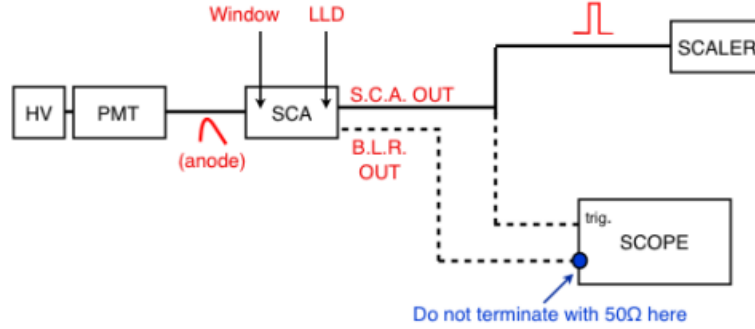 Window
LLD
SCALER
HV
PMT
SCA
S.C.A. OUT
(anode)
B.L.R.
OUT
trig.
SCOPE
Do not terminate with 50Ω here